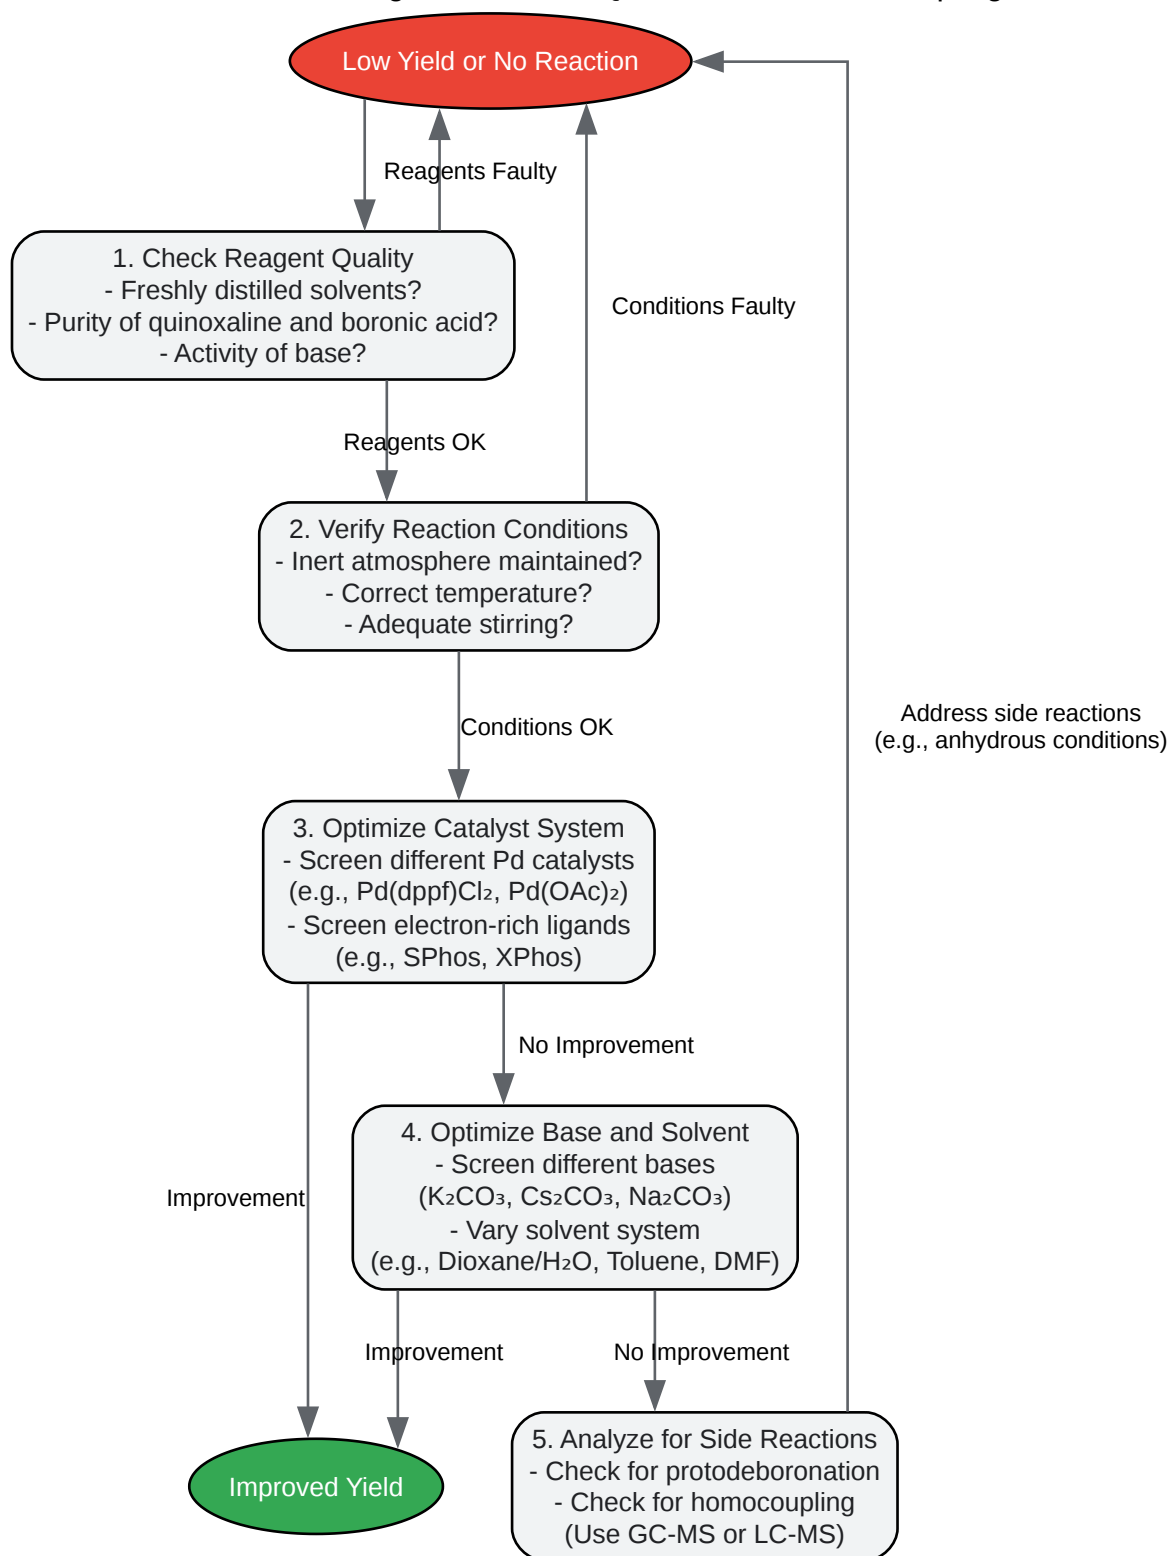 Low Yield or No Reaction
Reagents Faulty
1. Check Reagent Quality
- Freshly distilled solvents?
- Purity of quinoxaline and boronic acid?
- Activity of base?
Conditions Faulty
Reagents OK
2. Verify Reaction Conditions
- Inert atmosphere maintained?
- Correct temperature?
- Adequate stirring?
Conditions OK
Address side reactions
(e.g., anhydrous conditions)
3. Optimize Catalyst System
- Screen different Pd catalysts
(e.g., Pd(dppf)Cl₂, Pd(OAc)₂)
- Screen electron-rich ligands
(e.g., SPhos, XPhos)
No Improvement
4. Optimize Base and Solvent
- Screen different bases
(K₂CO₃, Cs₂CO₃, Na₂CO₃)
- Vary solvent system
(e.g., Dioxane/H₂O, Toluene, DMF)
Improvement
Improvement
No Improvement
5. Analyze for Side Reactions
- Check for protodeboronation
- Check for homocoupling
(Use GC-MS or LC-MS)
Improved Yield